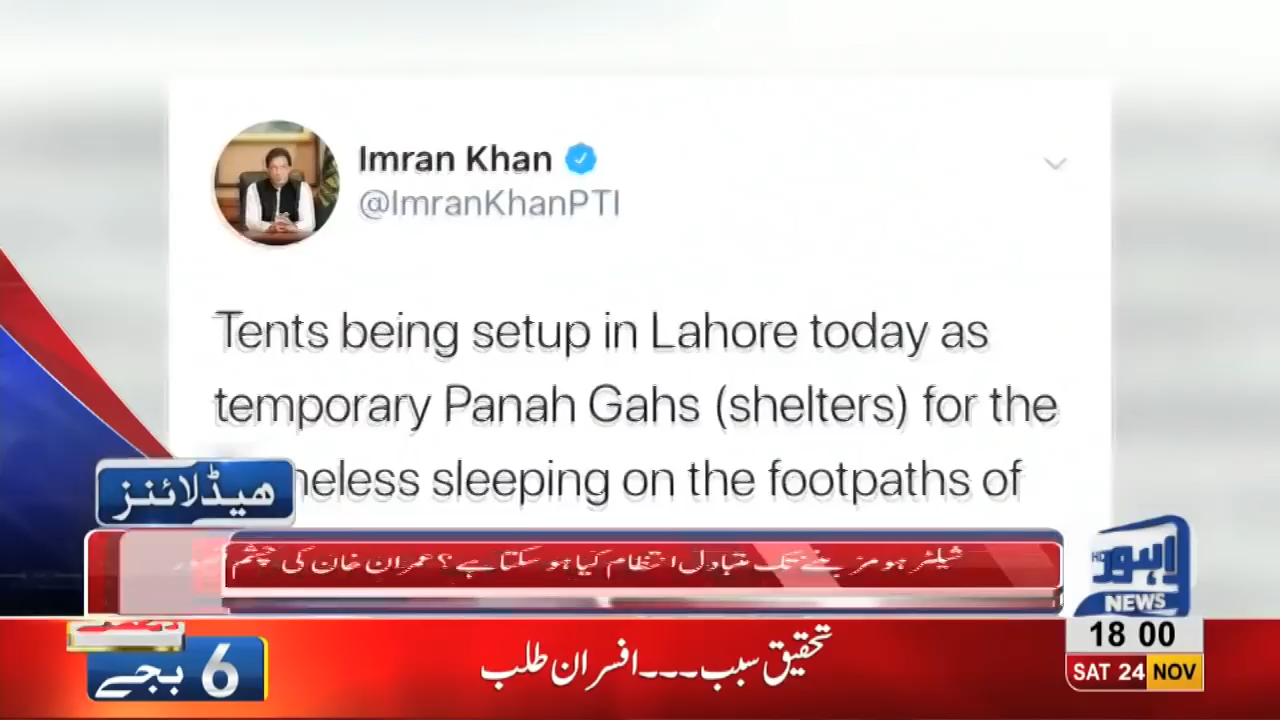 Imran Khan
@ImranKhanPTI
Tents being setup in Lahore today as
temporary Panah Gahs (shelters) for the
neless sleeping on the footpaths of
ہیڈلائنز
شیلٹر ہومز بننے تک متبادل انتظام کیا ہو سکتا ہے؟ عمران خان کی چشم
HD
لاہور
NEWS
18 00
SAT 24 NOV
6 بجے
تحقیق سبب۔۔۔افسران طلب